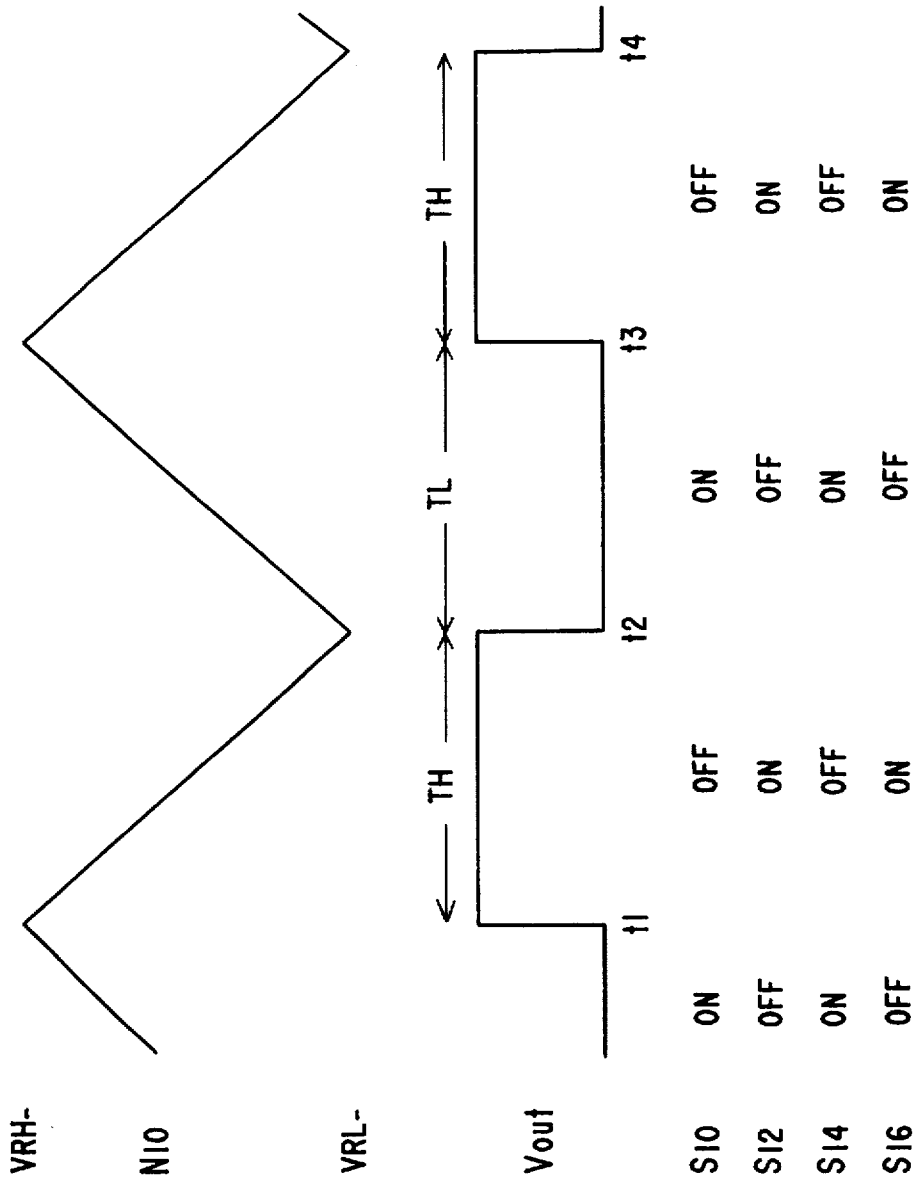 VRH-
N10
VRL-
TH TL TH
Vout
t1 t2 t3 t4
S10 ON OFF ON OFF
S12 OFF ON OFF ON
S14 ON OFF ON OFF
S16 OFF ON OFF ON